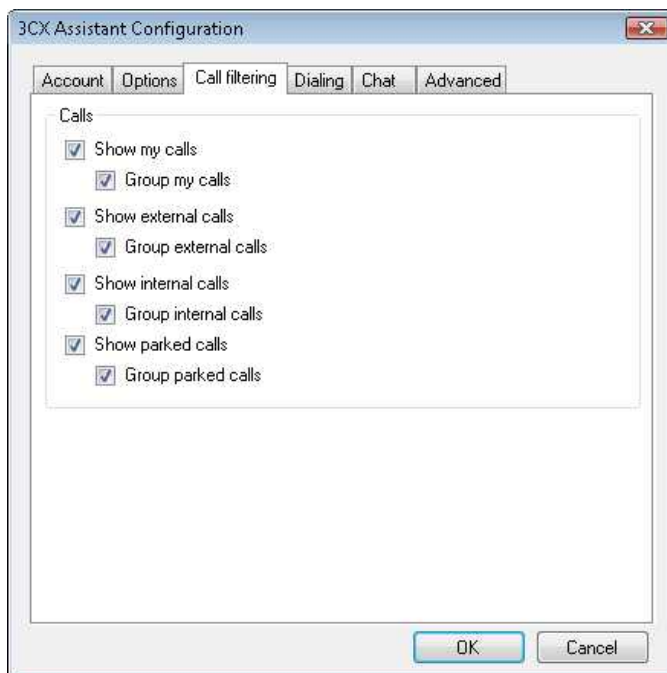 3CX Assistant Configuration
Account Options Call filtering Dialing Chat Advanced
Calls
Show my calls
Group my calls
Show external calls
Group external calls
Show internal calls
Group internal calls
Show parked calls
Group parked calls
OK Cancel